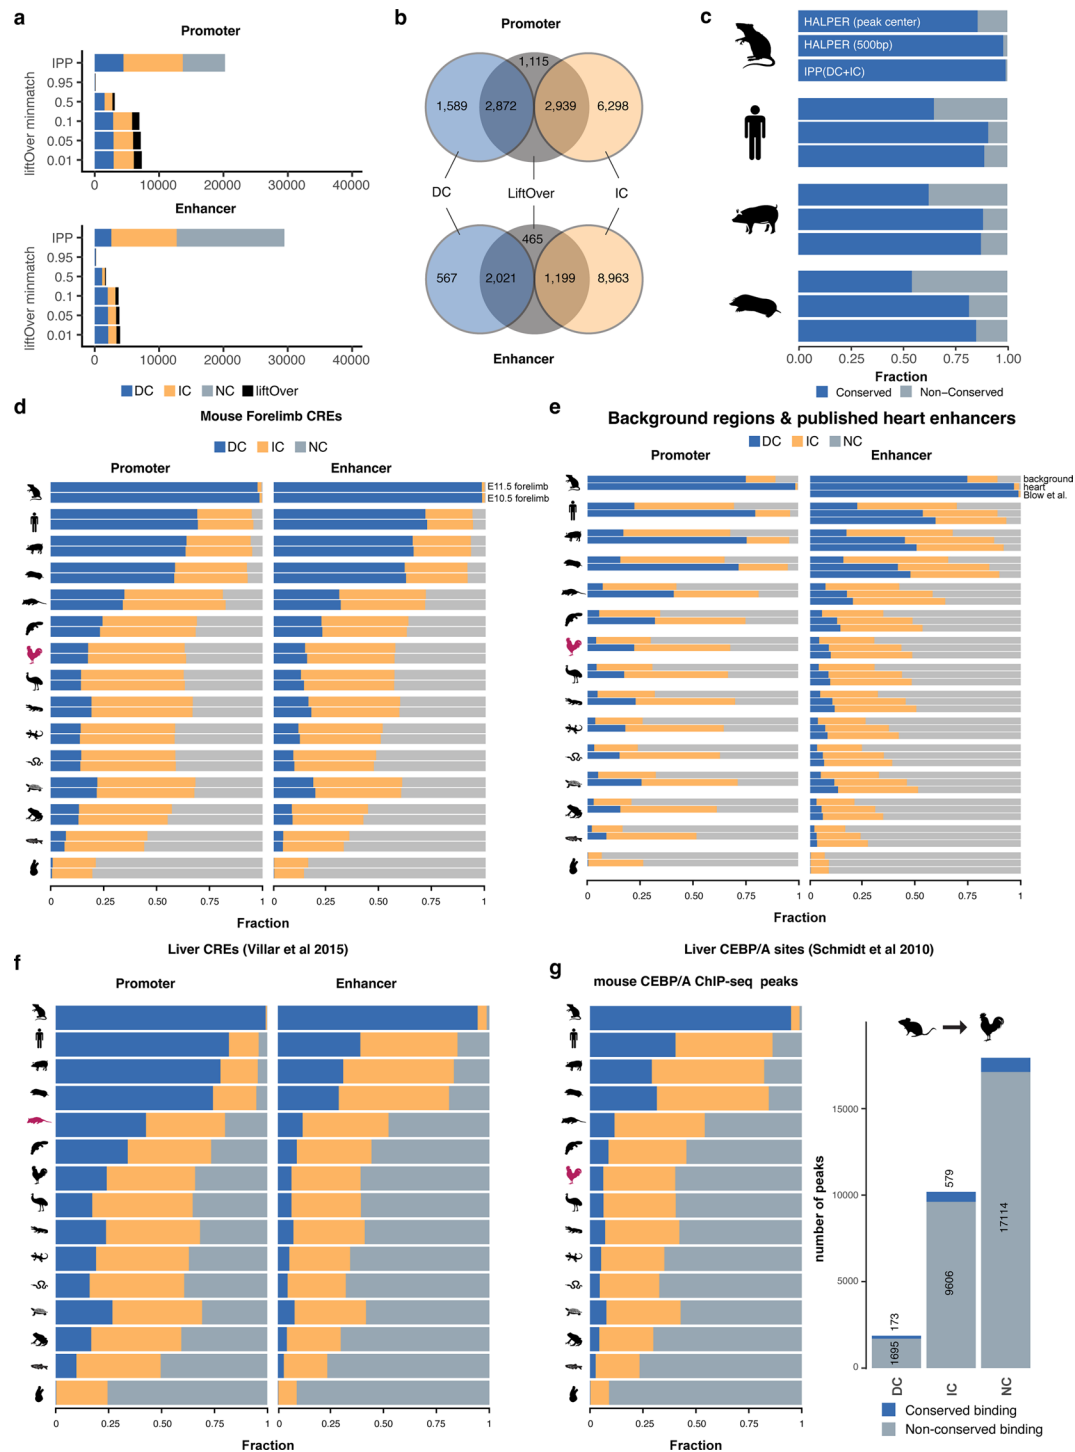 a
Promoter
IPP
0.95
0.5
0.1
0.05
0.01
liftOver minmatch
0 10000 20000 30000 40000
Enhancer
IPP
0.95
0.5
0.1
0.05
0.01
liftOver minmatch
0 10000 20000 30000 40000
DC IC NC liftOver
b
Promoter
1,115
1,589 2,872 2,939 6,298
DC LiftOver IC
465
567 2,021 1,199 8,963
Enhancer
c
HALPER (peak center)
HALPER (500bp)
IPP(DC+IC)
0.00 0.25 0.50 0.75 1.00
Fraction
Conserved Non-Conserved
d
Mouse Forelimb CREs
DC IC NC
Promoter Enhancer
E11.5 forelimb
E10.5 forelimb
0 0.25 0.50 0.75 1 0 0.25 0.50 0.75 1
Fraction
e
Background regions & published heart enhancers
DC IC NC
Promoter Enhancer
background
heart
Blow et al.
0 0.25 0.50 0.75 1 0 0.25 0.50 0.75 1
Fraction
f
Liver CREs (Villar et al 2015)
Promoter Enhancer
0 0.25 0.50 0.75 1 0 0.25 0.50 0.75 1
Fraction
g
Liver CEBP/A sites (Schmidt et al 2010)
mouse CEBP/A ChIP-seq peaks
0 0.25 0.50 0.75 1
Fraction
number of peaks
15000
10000
5000
0
173
1695
579
9606
17114
DC IC NC
Conserved binding
Non-conserved binding